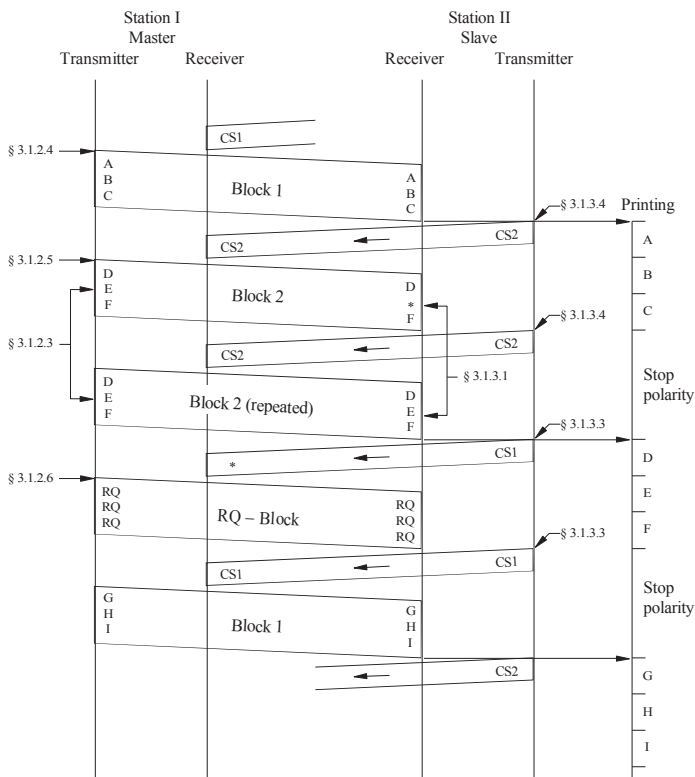 Station I
Master
Station II
Slave
Transmitter
Receiver
Receiver
Transmitter
CS1
§ 3.1.2.4
A
B
C
Block 1
A
B
C
§ 3.1.3.4
Printing
CS2
CS2
A
§ 3.1.2.5
B
D
E
F
Block 2
D
*
F
C
§ 3.1.3.4
§ 3.1.2.3
CS2
CS2
§ 3.1.3.1
Stop
polarity
D
E
F
Block 2 (repeated)
D
E
F
§ 3.1.3.3
*
CS1
D
§ 3.1.2.6
E
RQ
RQ
RQ
RQ – Block
RQ
RQ
RQ
F
§ 3.1.3.3
CS1
CS1
Stop
polarity
G
H
I
Block 1
G
H
I
CS2
G
H
I